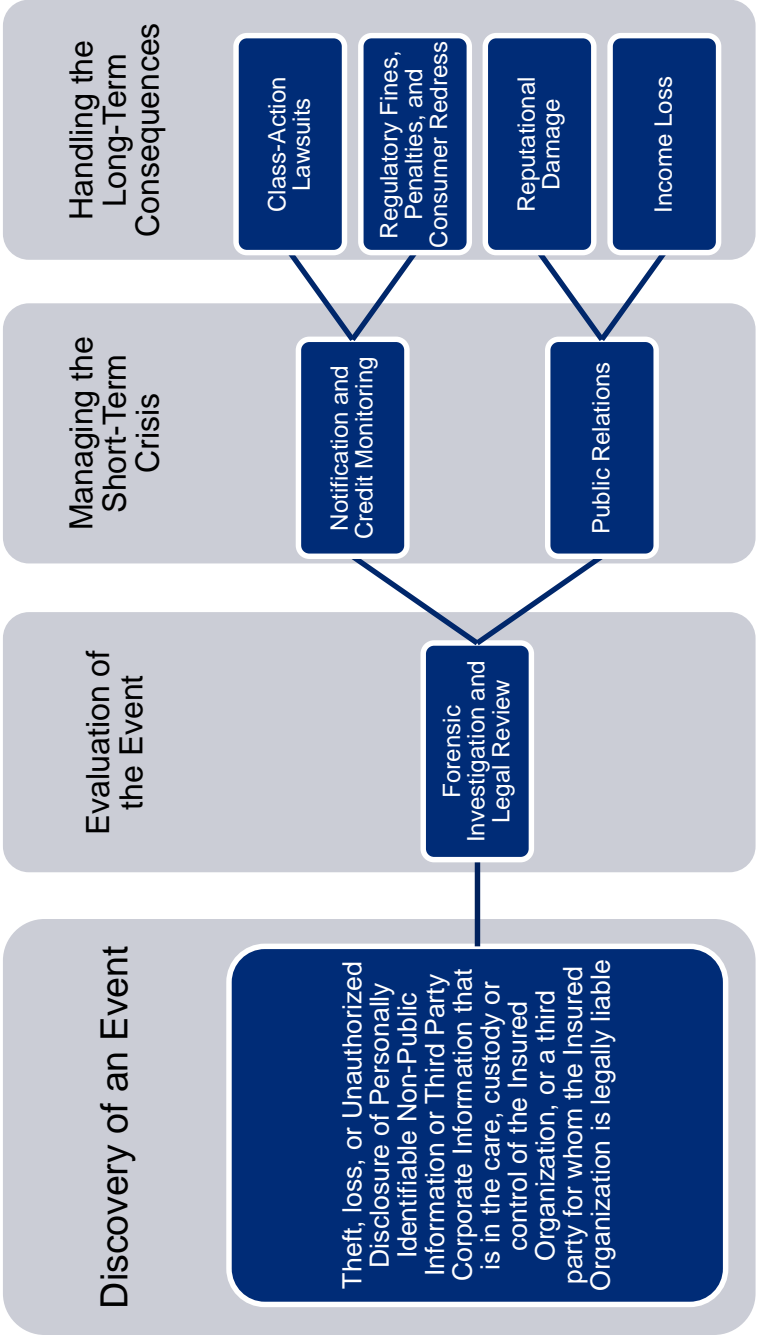 Discovery of an Event
Theft, loss, or Unauthorized
Disclosure of Personally
Identifiable Non-Public
Information or Third Party
Corporate Information that
is in the care, custody or
control of the Insured
Organization, or a third
party for whom the Insured
Organization is legally liable
Evaluation of
the Event
Forensic
Investigation and
Legal Review
Managing the
Short-Term
Crisis
Notification and
Credit Monitoring
Public Relations
Handling the
Long-Term
Consequences
Class-Action
Lawsuits
Regulatory Fines,
Penalties, and
Consumer Redress
Reputational
Damage
Income Loss